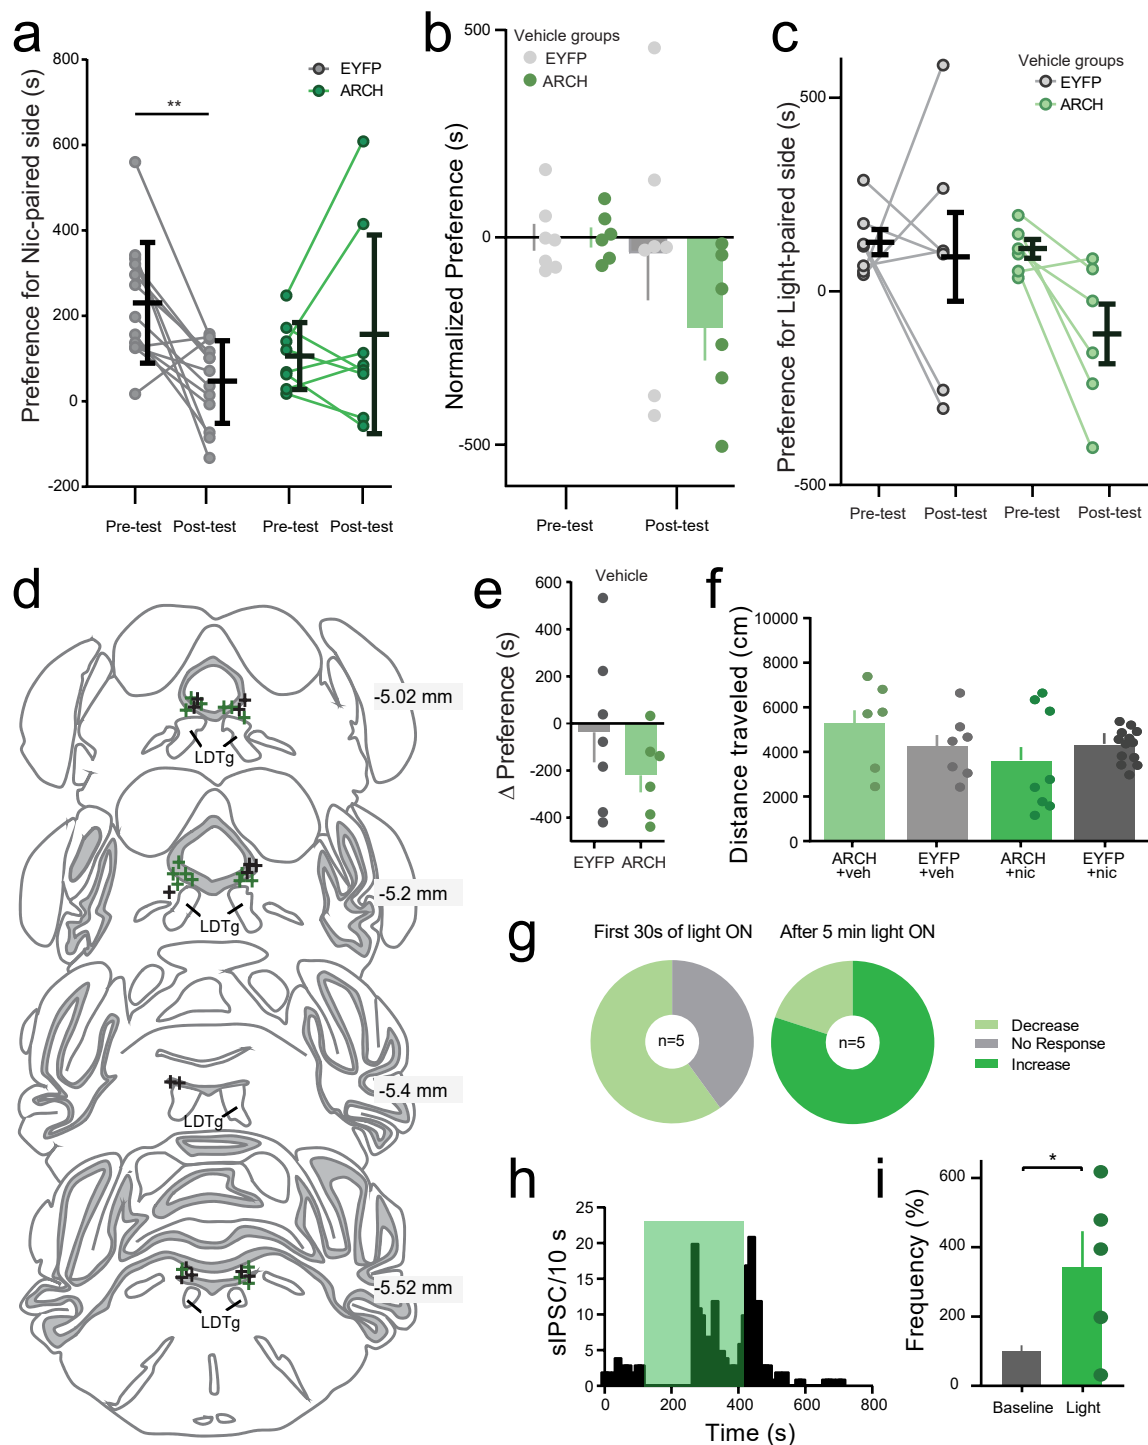 a
Preference for Nic-paired side (s)
800
600
400
200
0
-200
**
EYFP
ARCH
Pre-test
Post-test
Pre-test
Post-test
b
Normalized Preference (s)
500
0
-500
Vehicle groups
EYFP
ARCH
Pre-test
Post-test
c
Preference for Light-paired side (s)
500
0
-500
Vehicle groups
EYFP
ARCH
Pre-test
Post-test
Pre-test
Post-test
d
-5.02 mm
LDTg
-5.2 mm
LDTg
-5.4 mm
LDTg
-5.52 mm
LDTg
e
Δ Preference (s)
600
400
200
0
-200
-400
Vehicle
EYFP
ARCH
f
Distance traveled (cm)
10000
8000
6000
4000
2000
0
ARCH
+veh
EYFP
+veh
ARCH
+nic
EYFP
+nic
g
First 30s of light ON
After 5 min light ON
n=5
n=5
Decrease
No Response
Increase
h
sIPSC/10 s
25
20
15
10
5
0
0
200
400
600
800
Time (s)
i
Frequency (%)
600
400
200
0
*
Baseline
Light